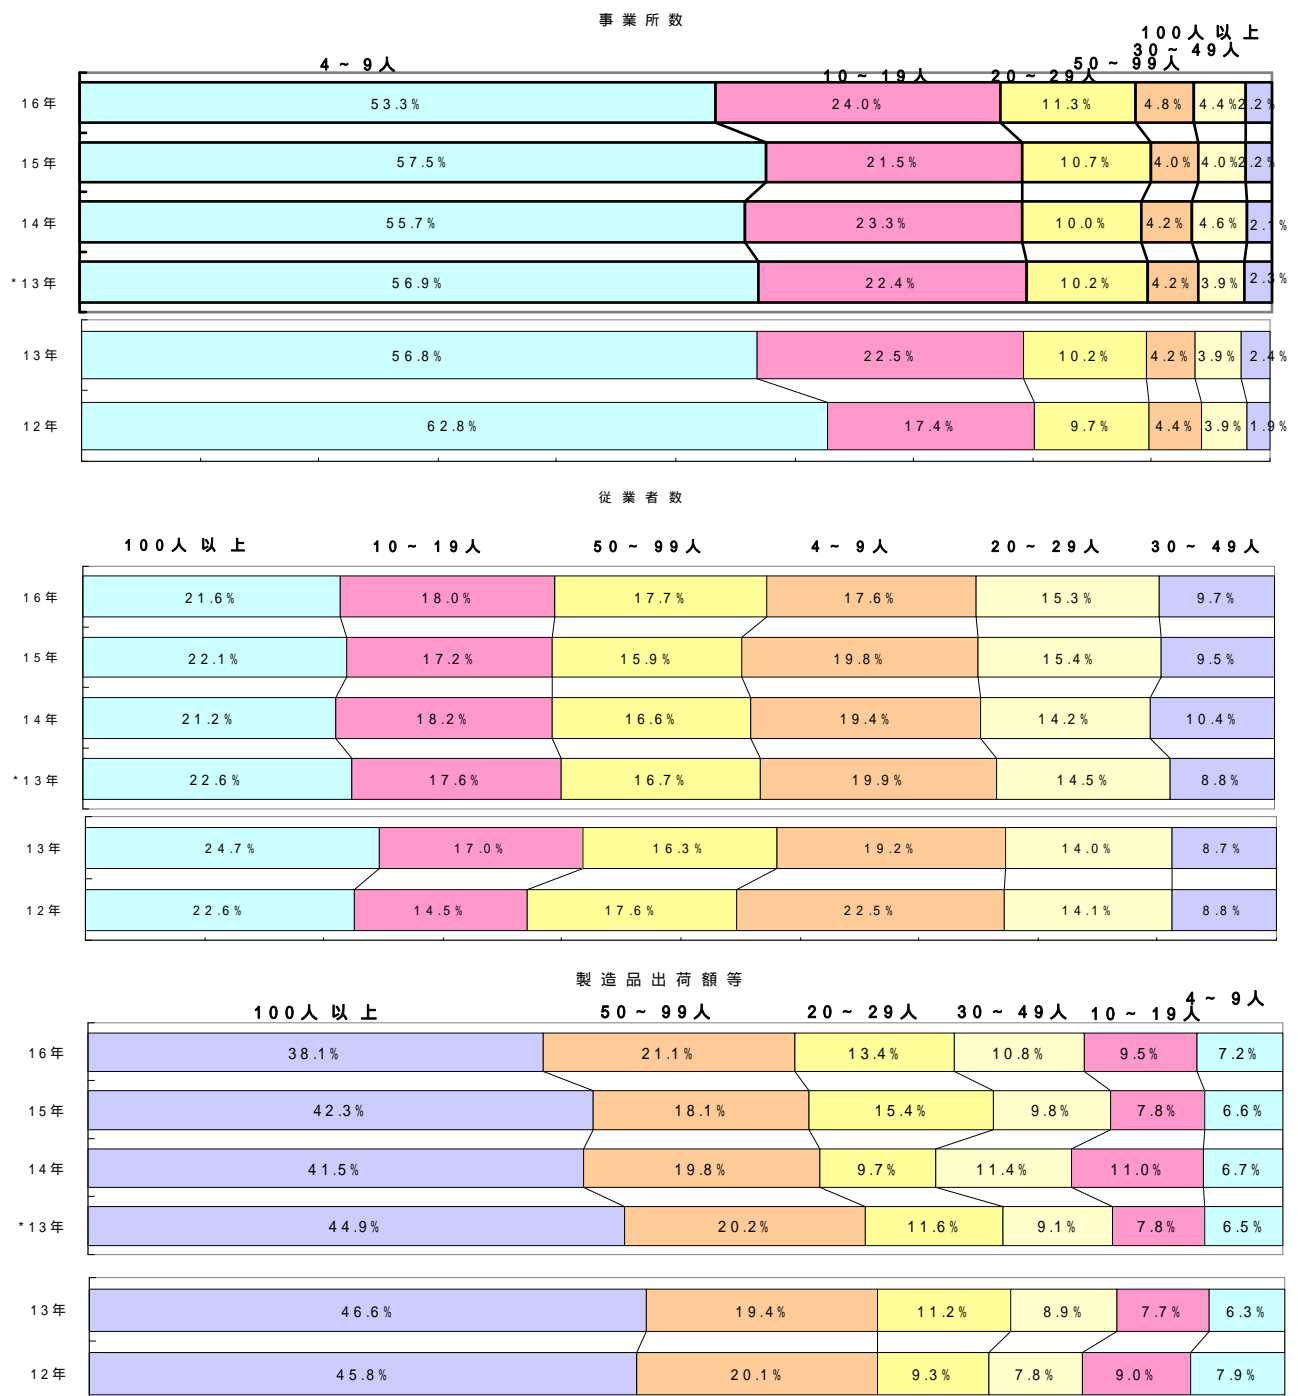 事業所数
100人以上
30～49人
50～99人
4～9人
10～19人 20～29人
16年 53.3% 24.0% 11.3% 4.8% 4.4% 2.2%
15年 57.5% 21.5% 10.7% 4.0% 4.0% 2.2%
14年 55.7% 23.3% 10.0% 4.2% 4.6% 2.1%
*13年 56.9% 22.4% 10.2% 4.2% 3.9% 2.3%
13年 56.8% 22.5% 10.2% 4.2% 3.9% 2.4%
12年 62.8% 17.4% 9.7% 4.4% 3.9% 1.9%
従業者数
100人以上 10～19人 50～99人 4～9人 20～29人 30～49人
16年 21.6% 18.0% 17.7% 17.6% 15.3% 9.7%
15年 22.1% 17.2% 15.9% 19.8% 15.4% 9.5%
14年 21.2% 18.2% 16.6% 19.4% 14.2% 10.4%
*13年 22.6% 17.6% 16.7% 19.9% 14.5% 8.8%
13年 24.7% 17.0% 16.3% 19.2% 14.0% 8.7%
12年 22.6% 14.5% 17.6% 22.5% 14.1% 8.8%
製造品出荷額等
100人以上 50～99人 20～29人 30～49人 10～19人 4～9人
16年 38.1% 21.1% 13.4% 10.8% 9.5% 7.2%
15年 42.3% 18.1% 15.4% 9.8% 7.8% 6.6%
14年 41.5% 19.8% 9.7% 11.4% 11.0% 6.7%
*13年 44.9% 20.2% 11.6% 9.1% 7.8% 6.5%
13年 46.6% 19.4% 11.2% 8.9% 7.7% 6.3%
12年 45.8% 20.1% 9.3% 7.8% 9.0% 7.9%